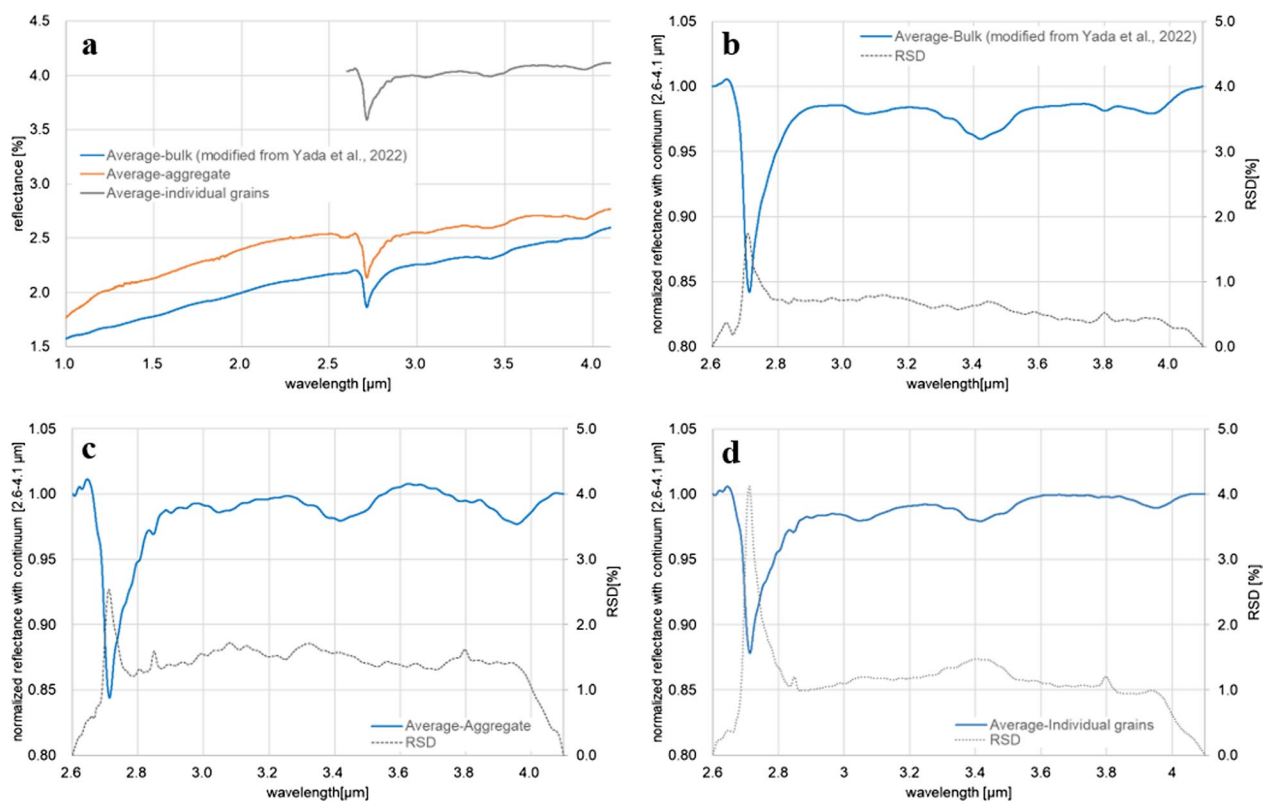 a
4.5
4.0
3.5
3.0
2.5
2.0
1.5
reflectance [%]
Average-bulk (modified from Yada et al., 2022)
Average-aggregate
Average-individual grains
1.0 1.5 2.0 2.5 3.0 3.5 4.0
wavelength [µm]
b
1.05
1.00
0.95
0.90
0.85
0.80
normalized reflectance with continuum [2.6-4.1 µm]
Average-Bulk (modified from Yada et al., 2022)
RSD
5.0
4.0
3.0
2.0
1.0
0.0
RSD[%]
2.6 2.8 3.0 3.2 3.4 3.6 3.8 4.0
wavelength[µm]
c
1.05
1.00
0.95
0.90
0.85
0.80
normalized reflectance with continuum [2.6-4.1 µm]
Average-Aggregate
RSD
5.0
4.0
3.0
2.0
1.0
0.0
RSD[%]
2.6 2.8 3.0 3.2 3.4 3.6 3.8 4.0
wavelength[µm]
d
1.05
1.00
0.95
0.90
0.85
0.80
normalized reflectance with continuum [2.6-4.1 µm]
Average-Individual grains
RSD
5.0
4.0
3.0
2.0
1.0
0.0
RSD [%]
2.6 2.8 3 3.2 3.4 3.6 3.8 4
wavelength[µm]